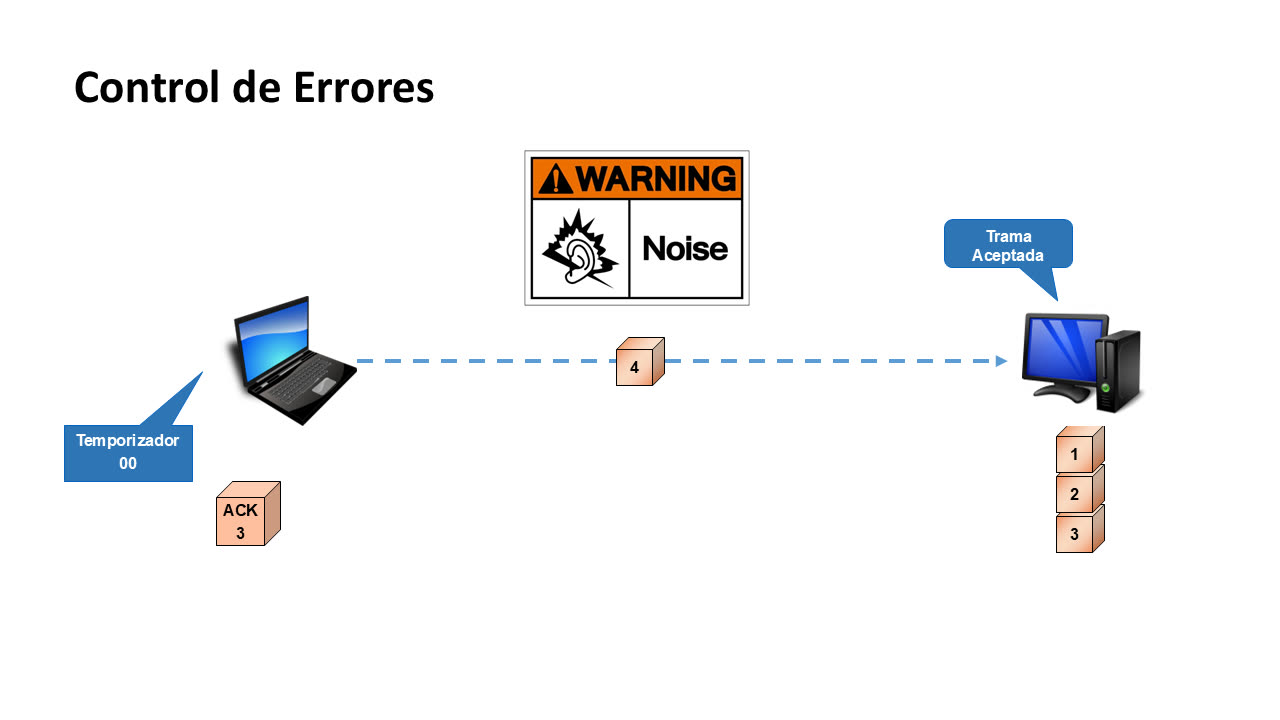 Control de Errores
WARNING
Noise
Trama
Aceptada
4
Temporizador
00
1
2
3
ACK
3